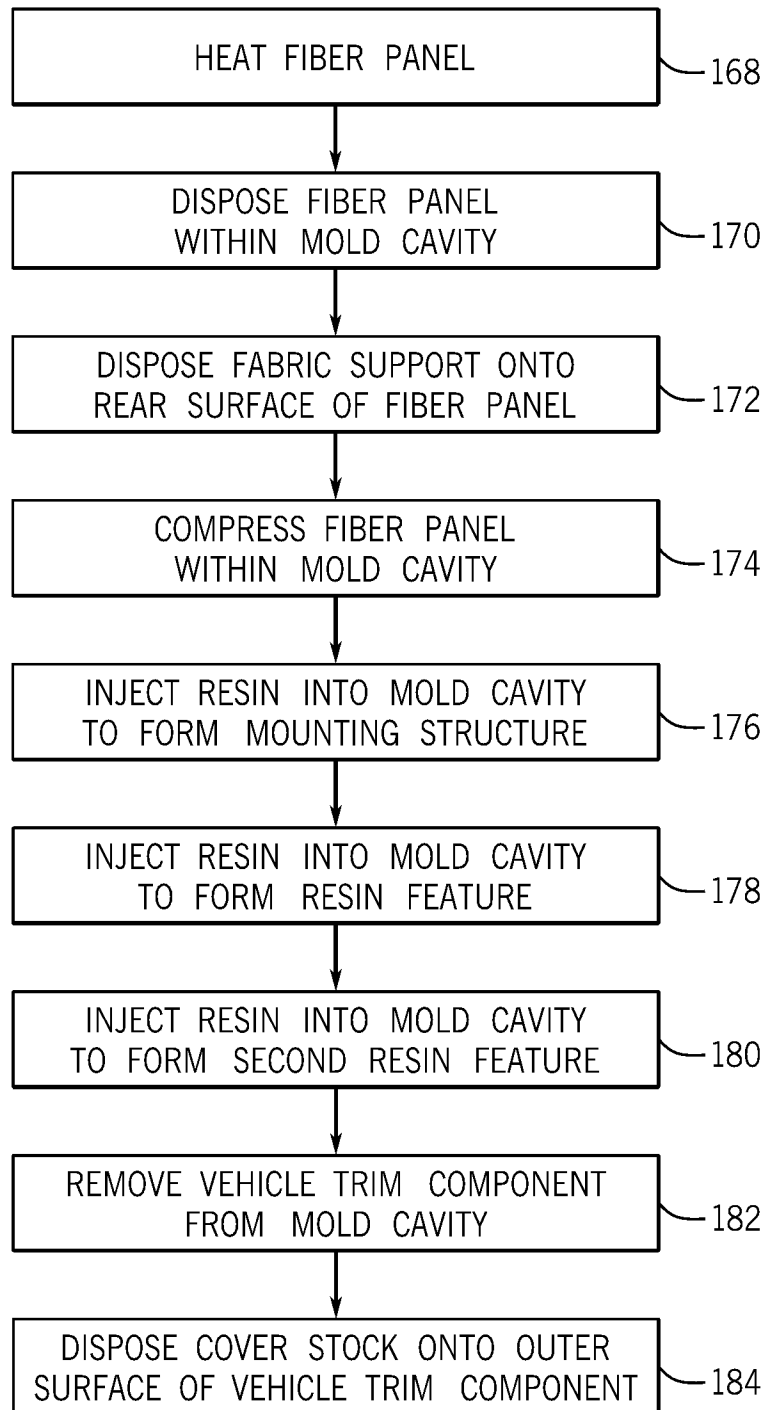 HEAT FIBER PANEL
168
DISPOSE FIBER PANEL
WITHIN MOLD CAVITY
170
DISPOSE FABRIC SUPPORT ONTO
REAR SURFACE OF FIBER PANEL
172
COMPRESS FIBER PANEL
WITHIN MOLD CAVITY
174
INJECT RESIN INTO MOLD CAVITY
TO FORM MOUNTING STRUCTURE
176
INJECT RESIN INTO MOLD CAVITY
TO FORM RESIN FEATURE
178
INJECT RESIN INTO MOLD CAVITY
TO FORM SECOND RESIN FEATURE
180
REMOVE VEHICLE TRIM COMPONENT
FROM MOLD CAVITY
182
DISPOSE COVER STOCK ONTO OUTER
SURFACE OF VEHICLE TRIM COMPONENT
184